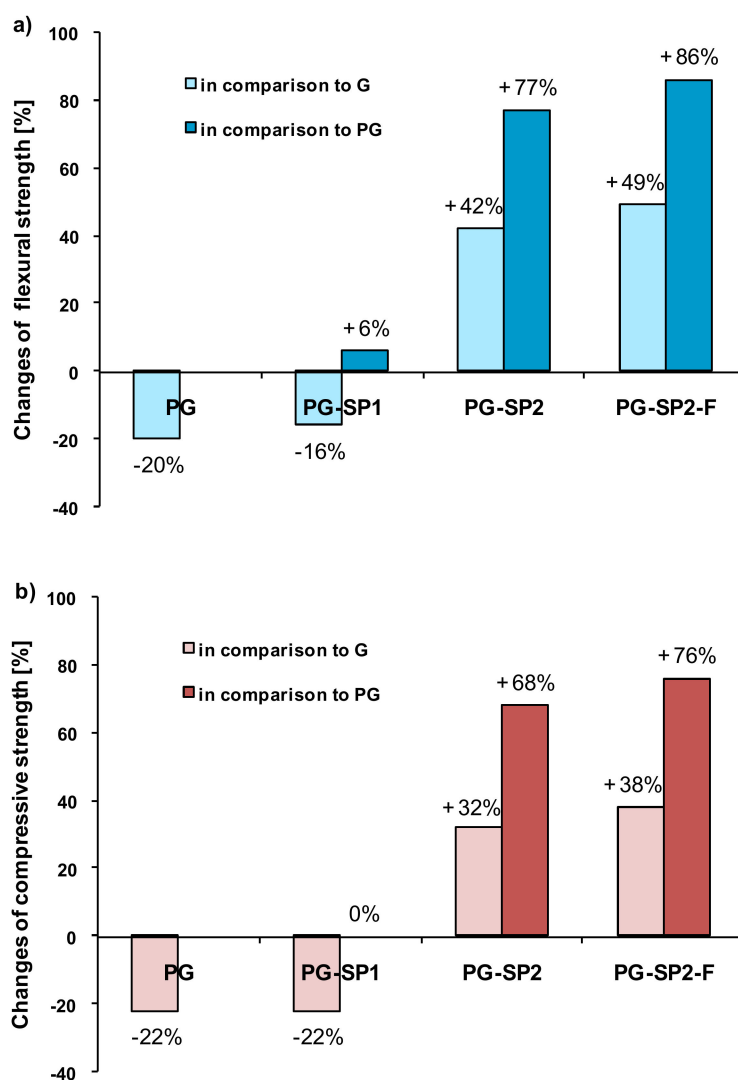 a)
Changes of flexural strength [%]
100
80
60
40
20
0
-20
-40
in comparison to G
in comparison to PG
-20%
-16%
+6%
+42%
+77%
+49%
+86%
PG
PG-SP1
PG-SP2
PG-SP2-F
b)
Changes of compressive strength [%]
100
80
60
40
20
0
-20
-40
in comparison to G
in comparison to PG
-22%
-22%
0%
+32%
+68%
+38%
+76%
PG
PG-SP1
PG-SP2
PG-SP2-F